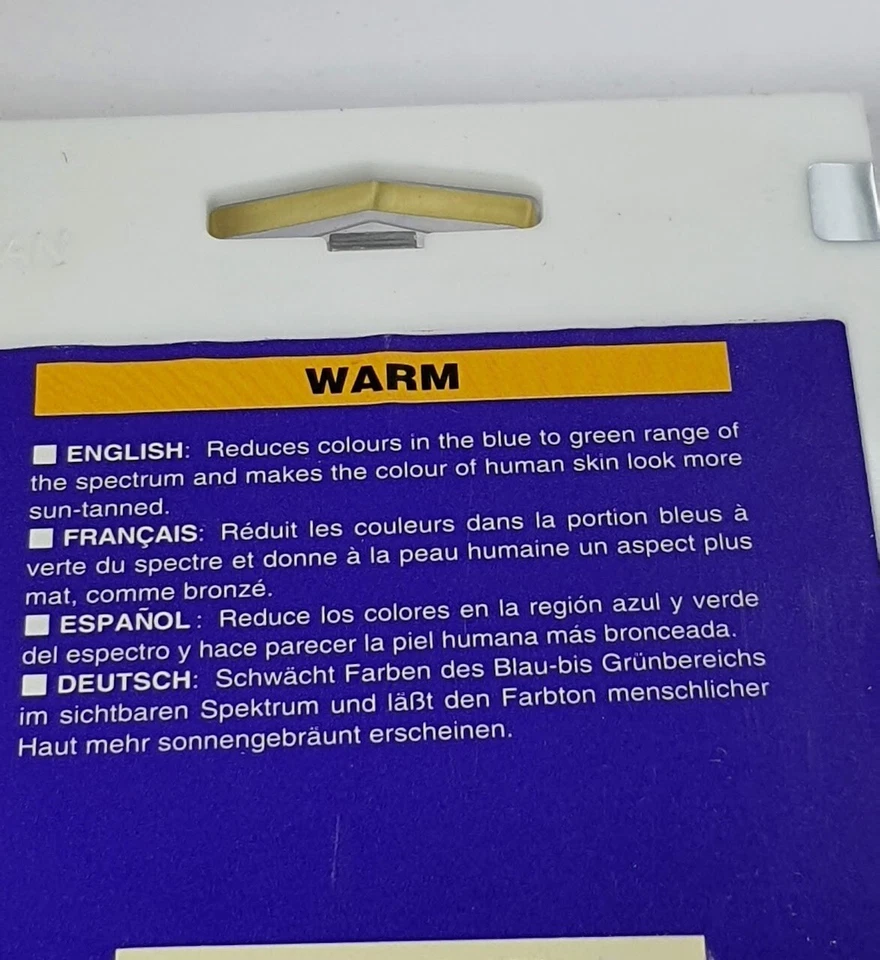 WARM
ENGLISH: Reduces colours in the blue to green range of
the spectrum and makes the colour of human skin look more
sun-tanned.
FRANÇAIS: Réduit les couleurs dans la portion bleus à
verte du spectre et donne à la peau humaine un aspect plus
mat, comme bronzé.
ESPAÑOL: Reduce los colores en la región azul y verde
del espectro y hace parecer la piel humana más bronceada.
DEUTSCH: Schwächt Farben des Blau-bis Grünbereichs
im sichtbaren Spektrum und läßt den Farbton menschlicher
Haut mehr sonnengebräunt erscheinen.